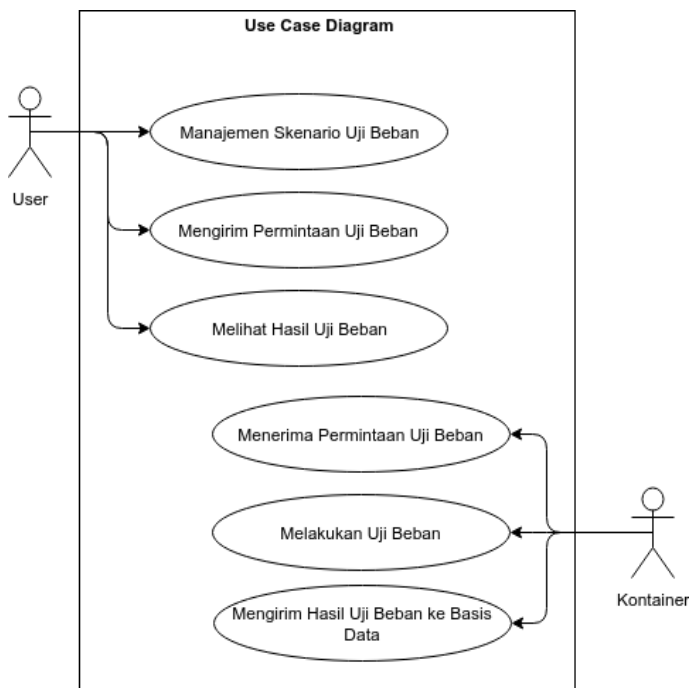 Use Case Diagram
Manajemen Skenario Uji Beban
User
Mengirim Permintaan Uji Beban
Melihat Hasil Uji Beban
Menerima Permintaan Uji Beban
Melakukan Uji Beban
Kontainer
Mengirim Hasil Uji Beban ke Basis
Data